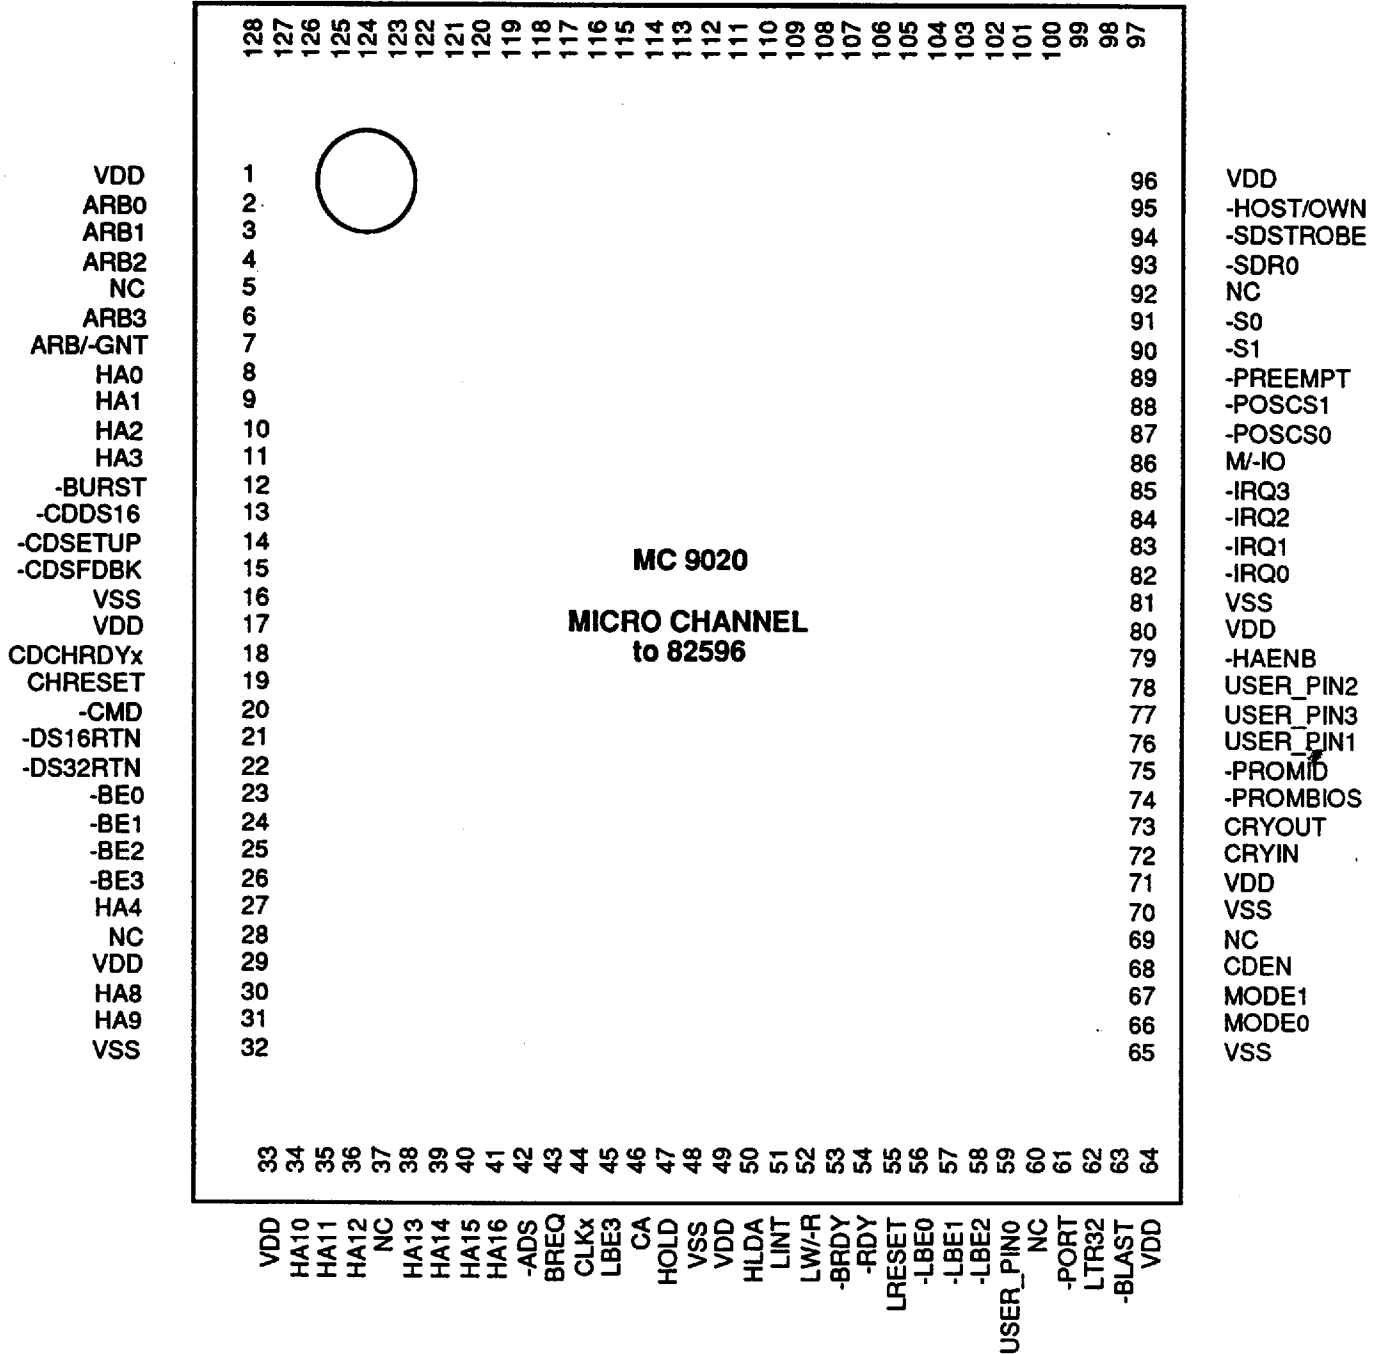 128 127 126 125 124 123 122 121 120 119 118 117 116 115 114 113 112 111 110 109 108 107 106 105 104 103 102 101 100 99 98 97
VDD 1
ARB0 2
ARB1 3
ARB2 4
NC 5
ARB3 6
ARB/-GNT 7
HA0 8
HA1 9
HA2 10
HA3 11
-BURST 12
-CDDS16 13
-CDSETUP 14
-CDSFDBK 15
VSS 16
VDD 17
CDCHRDYx 18
CHRESET 19
-CMD 20
-DS16RTN 21
-DS32RTN 22
-BE0 23
-BE1 24
-BE2 25
-BE3 26
HA4 27
NC 28
VDD 29
HA8 30
HA9 31
VSS 32
MC 9020
MICRO CHANNEL
to 82596
96 VDD
95 -HOST/OWN
94 -SDSTROBE
93 -SDR0
92 NC
91 -S0
90 -S1
89 -PREEMPT
88 -POSCS1
87 -POSCS0
86 M/-IO
85 -IRQ3
84 -IRQ2
83 -IRQ1
82 -IRQ0
81 VSS
80 VDD
79 -HAENB
78 USER_PIN2
77 USER_PIN3
76 USER_PIN1
75 -PROMID
74 -PROMBIOS
73 CRYOUT
72 CRYIN
71 VDD
70 VSS
69 NC
68 CDEN
67 MODE1
66 MODE0
65 VSS
33 34 35 36 37 38 39 40 41 42 43 44 45 46 47 48 49 50 51 52 53 54 55 56 57 58 59 60 61 62 63 64
VDD
HA10
HA11
HA12
NC
HA13
HA14
HA15
HA16
-ADS
BREQ
CLKx
LBE3
CA
HOLD
VSS
VDD
HLDA
LINT
LW/-R
-BRDY
-RDY
LRESET
-LBE0
-LBE1
-LBE2
USER_PIN0
NC
-PORT
LTR32
-BLAST
VDD